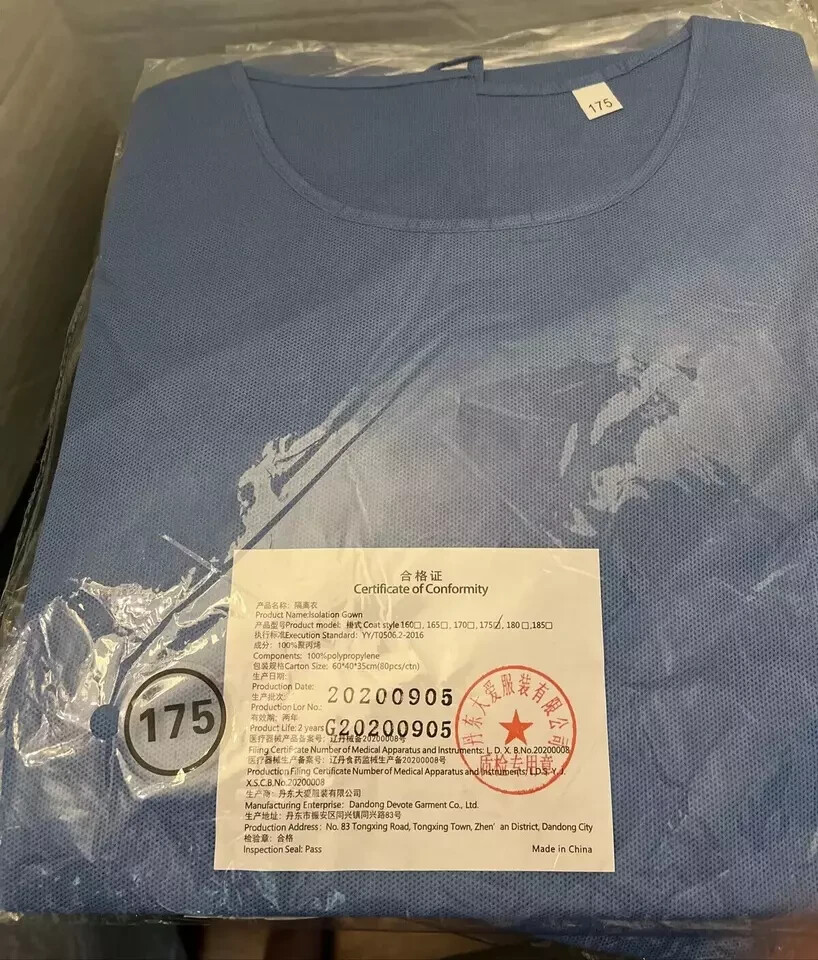 175
合格证
Certificate of Conformity
产品名称：隔离衣
Product Name:Isolation Gown
产品型号Product model: 褂式 Coat style 160□, 165□, 170□, 175☑, 180□,185□
执行标准Execution Standard: YY/T0506.2-2016
成分：100%聚丙烯
Components: 100%polypropylene
包装规格Carton Size: 60*40*35cm(80pcs/ctn)
生产日期:
Production Date: 20200905
生产批次:
Production Lor No.: G20200905
有效期：两年
Product Life: 2 years
医疗器械产品备案号：辽丹械备20200008号
Filing Certificate Number of Medical Apparatus and Instruments: L. D. X. B.No.20200008
医疗器械生产备案号：辽丹食药监械生产备20200008号
Production Filing Certificate Number of Medical Apparatus and Instruments: L.D.S. Y. J.
X.S.C.B.No.20200008
生产商：丹东大爱服装有限公司
Manufacturing Enterprise: Dandong Devote Garment Co., Ltd.
生产地址：丹东市振安区同兴镇同兴路83号
Production Address: No. 83 Tongxing Road, Tongxing Town, Zhen' an District, Dandong City
检验章：合格
Inspection Seal: Pass
Made in China
丹东大爱服装有限公司
质检专用章
175